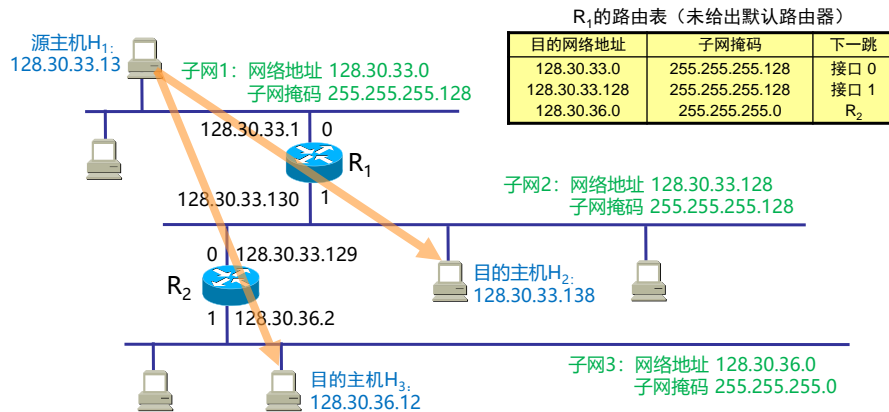 R₁的路由表（未给出默认路由器）
目的网络地址 子网掩码 下一跳
128.30.33.0 255.255.255.128 接口 0
128.30.33.128 255.255.255.128 接口 1
128.30.36.0 255.255.255.0 R₂
源主机H₁:
128.30.33.13
子网1：网络地址 128.30.33.0
子网掩码 255.255.255.128
128.30.33.1 0
R₁
128.30.33.130 1
子网2：网络地址 128.30.33.128
子网掩码 255.255.255.128
0 128.30.33.129
R₂
目的主机H₂:
128.30.33.138
1 128.30.36.2
目的主机H₃:
128.30.36.12
子网3：网络地址 128.30.36.0
子网掩码 255.255.255.0